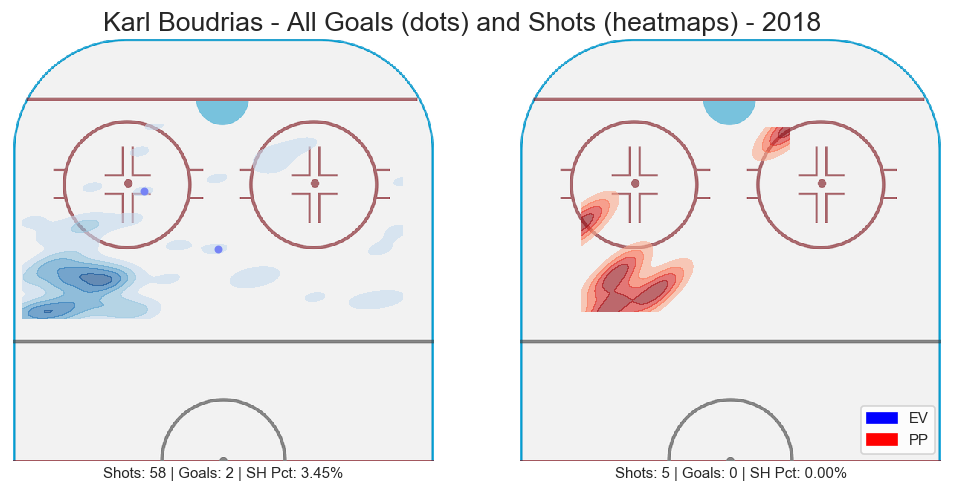 Karl Boudrias - All Goals (dots) and Shots (heatmaps) - 2018
EV
PP
Shots: 58 | Goals: 2 | SH Pct: 3.45%
Shots: 5 | Goals: 0 | SH Pct: 0.00%